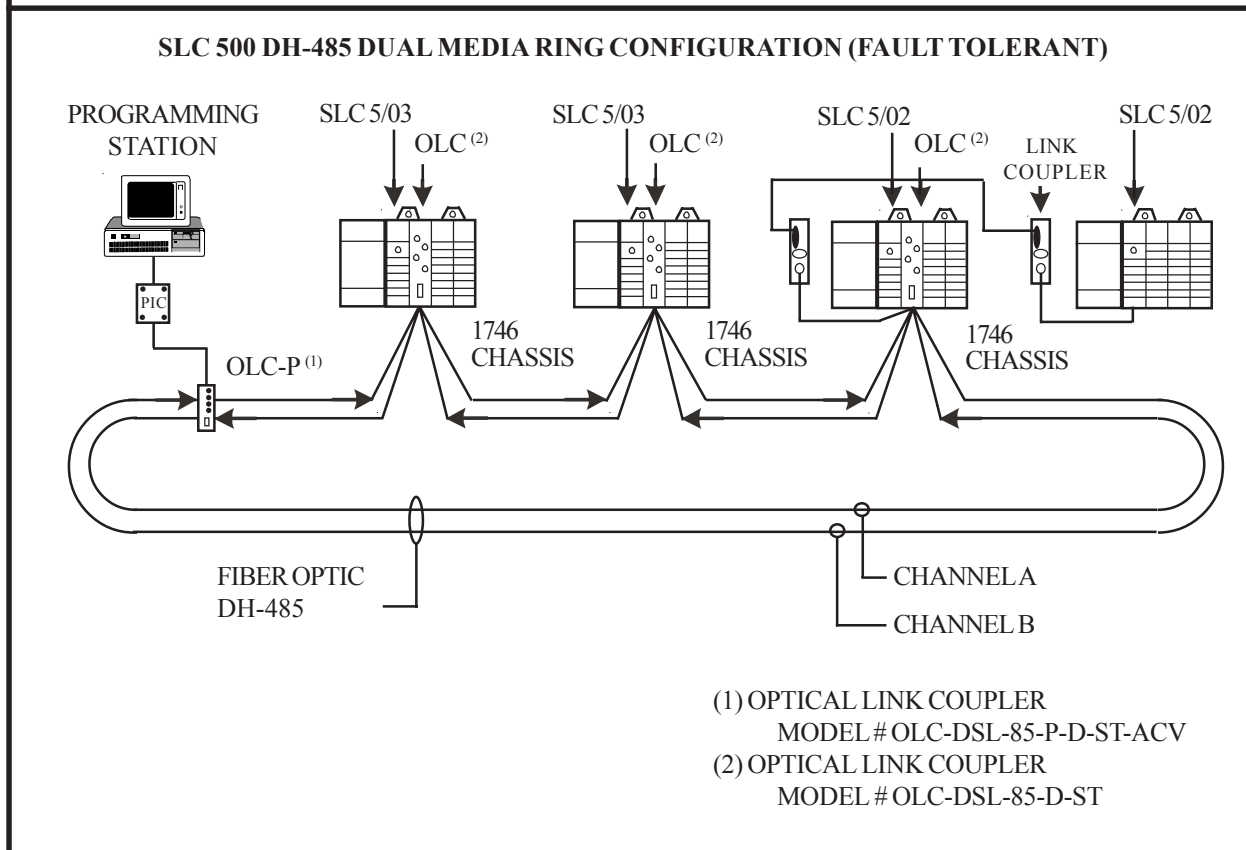 SLC 500 DH-485 DUAL MEDIA RING CONFIGURATION (FAULT TOLERANT)
PROGRAMMING
STATION
SLC 5/03
OLC (2)
SLC 5/03
OLC (2)
SLC 5/02
OLC (2)
LINK
COUPLER
SLC 5/02
PIC
OLC-P (1)
1746
CHASSIS
1746
CHASSIS
1746
CHASSIS
FIBER OPTIC
DH-485
CHANNEL A
CHANNEL B
(1) OPTICAL LINK COUPLER
MODEL # OLC-DSL-85-P-D-ST-ACV
(2) OPTICAL LINK COUPLER
MODEL # OLC-DSL-85-D-ST